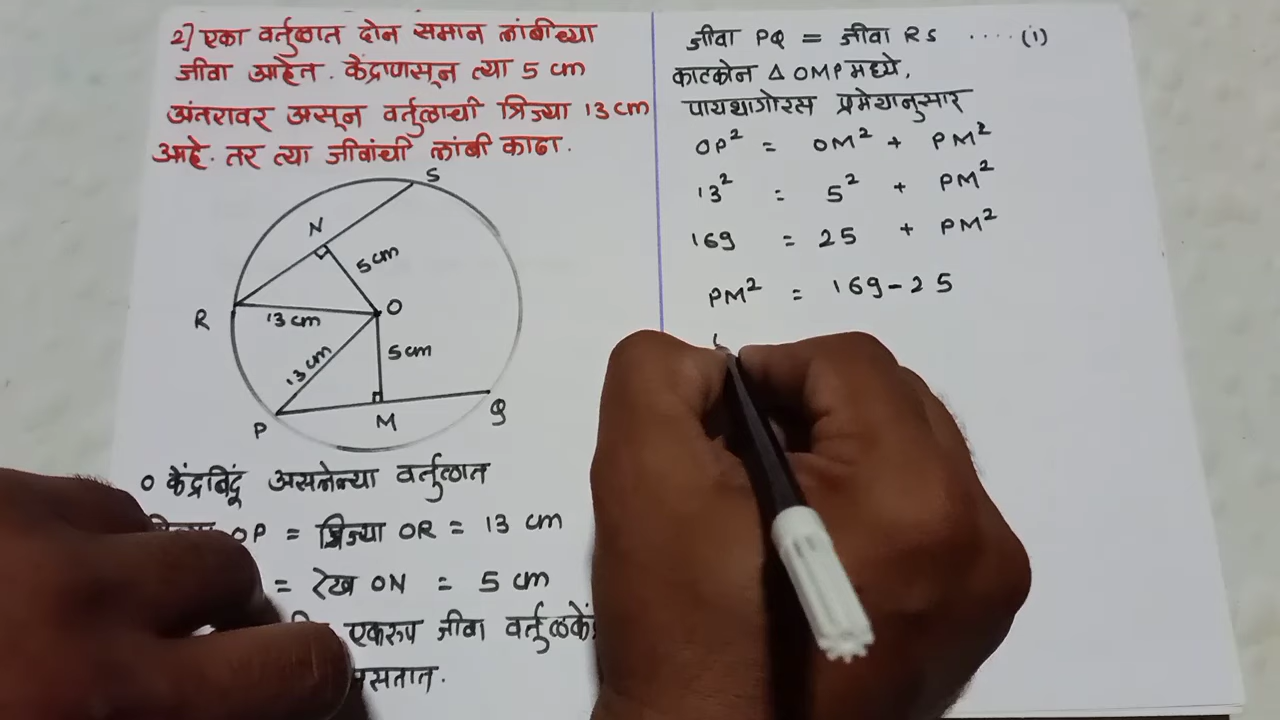 2] एका वर्तुळात दोन समान लांबीच्या
जीवा आहेत. केंद्रापासून त्या 5 cm
अंतरावर असून वर्तुळाची त्रिज्या 13 cm
आहे. तर त्या जीवांची लांबी काढा.
S
N
5 cm
O
R
13 cm
13 cm
5 cm
P
M
Q
O केंद्रबिंदू असलेल्या वर्तुळात
OP = त्रिज्या OR = 13 cm
= रेख ON = 5 cm
एकरूप जीवा
असतात.
जीवा PQ = जीवा RS .... (1)
काटकोन Δ OMP मध्ये,
पायथागोरस प्रमेयानुसार
OP² = OM² + PM²
13² = 5² + PM²
169 = 25 + PM²
PM² = 169 - 25